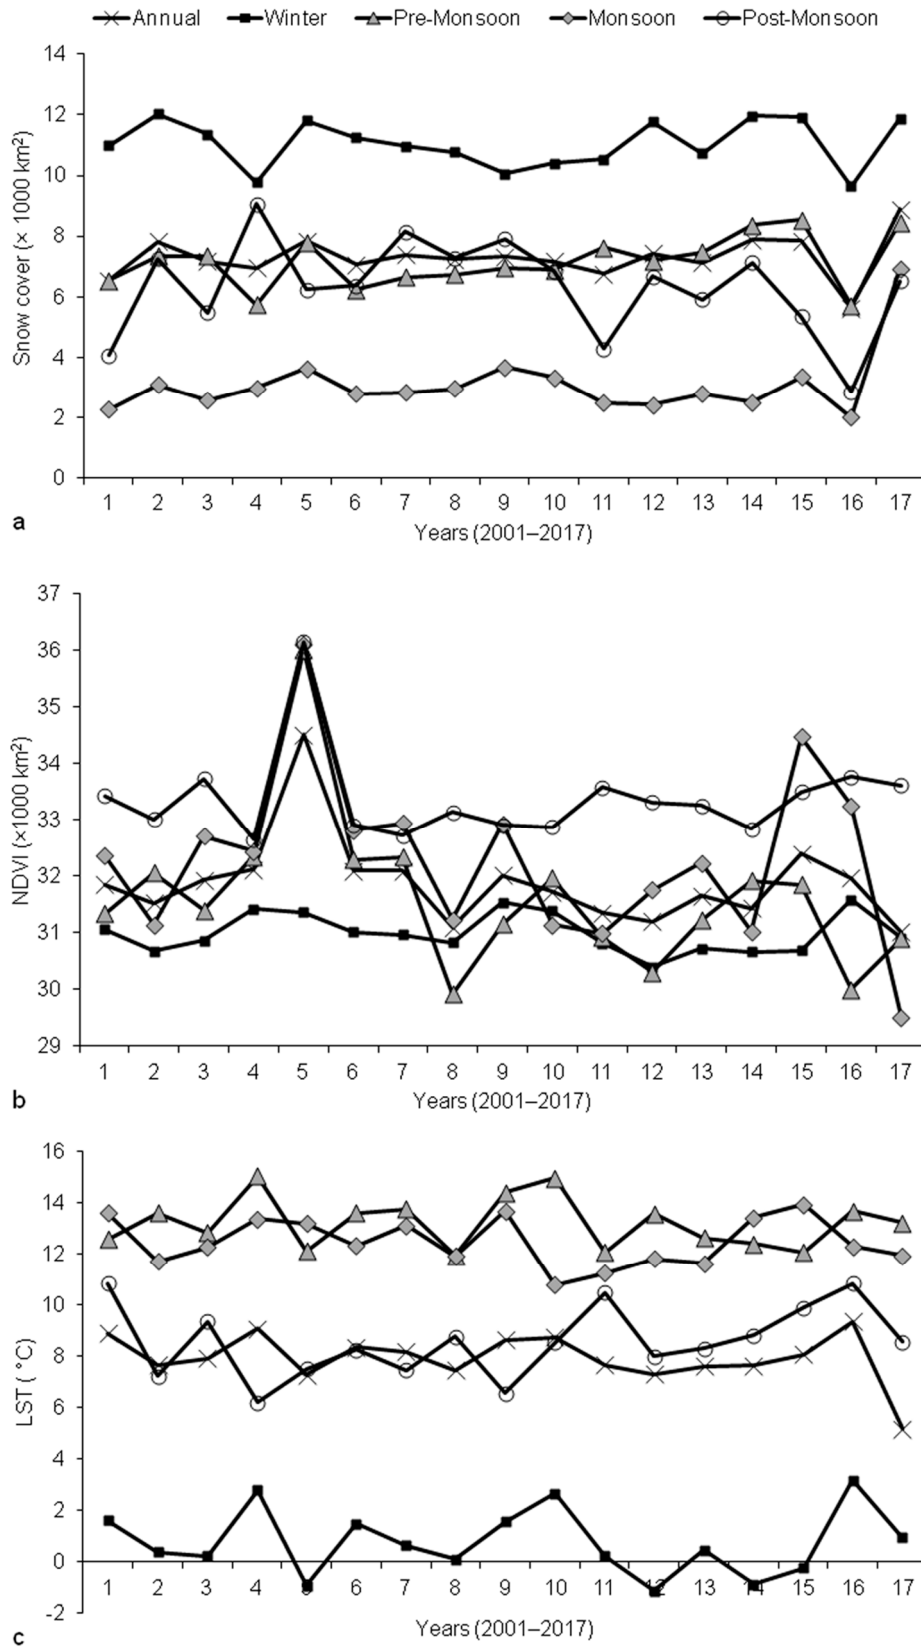 Annual Winter Pre-Monsoon Monsoon Post-Monsoon
14
12
10
8
6
4
2
0
Snow cover (× 1000 km²)
1 2 3 4 5 6 7 8 9 10 11 12 13 14 15 16 17
a
Years (2001–2017)
37
36
35
34
33
32
31
30
29
NDVI (×1000 km²)
1 2 3 4 5 6 7 8 9 10 11 12 13 14 15 16 17
b
Years (2001–2017)
16
14
12
10
8
6
4
2
0
-2
LST ( °C)
1 2 3 4 5 6 7 8 9 10 11 12 13 14 15 16 17
Years (2001–2017)
c